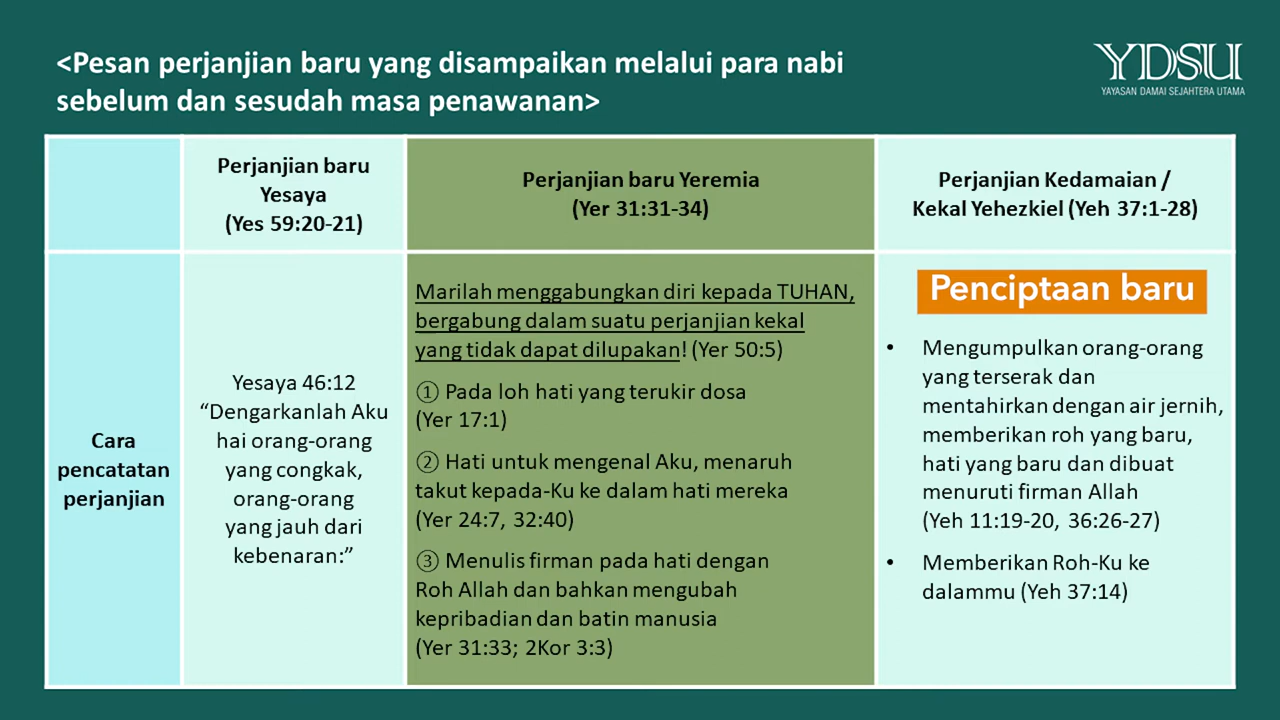 <Pesan perjanjian baru yang disampaikan melalui para nabi
sebelum dan sesudah masa penawanan>
YDSU
YAYASAN DAMAI SEJAHTERA UTAMA
Perjanjian baru
Yesaya
(Yes 59:20-21)
Perjanjian baru Yeremia
(Yer 31:31-34)
Perjanjian Kedamaian /
Kekal Yehezkiel (Yeh 37:1-28)
Cara
pencatatan
perjanjian
Yesaya 46:12
“Dengarkanlah Aku
hai orang-orang
yang congkak,
orang-orang
yang jauh dari
kebenaran:”
Marilah menggabungkan diri kepada TUHAN,
bergabung dalam suatu perjanjian kekal
yang tidak dapat dilupakan! (Yer 50:5)
① Pada loh hati yang terukir dosa
(Yer 17:1)
② Hati untuk mengenal Aku, menaruh
takut kepada-Ku ke dalam hati mereka
(Yer 24:7, 32:40)
③ Menulis firman pada hati dengan
Roh Allah dan bahkan mengubah
kepribadian dan batin manusia
(Yer 31:33; 2Kor 3:3)
Penciptaan baru
• Mengumpulkan orang-orang
yang terserak dan
mentahirkan dengan air jernih,
memberikan roh yang baru,
hati yang baru dan dibuat
menuruti firman Allah
(Yeh 11:19-20, 36:26-27)
• Memberikan Roh-Ku ke
dalammu (Yeh 37:14)